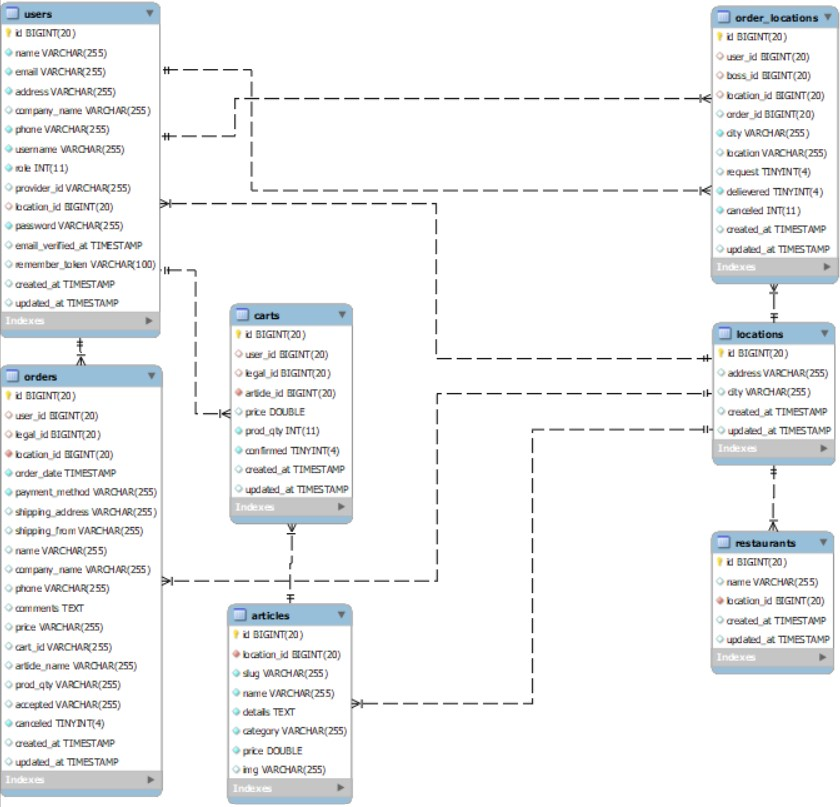 users
id BIGINT(20)
name VARCHAR(255)
email VARCHAR(255)
address VARCHAR(255)
company_name VARCHAR(255)
phone VARCHAR(255)
username VARCHAR(255)
role INT(11)
provider_id VARCHAR(255)
location_id BIGINT(20)
password VARCHAR(255)
email_verified_at TIMESTAMP
remember_token VARCHAR(100)
created_at TIMESTAMP
updated_at TIMESTAMP
Indexes
order_locations
id BIGINT(20)
user_id BIGINT(20)
boss_id BIGINT(20)
location_id BIGINT(20)
order_id BIGINT(20)
city VARCHAR(255)
location VARCHAR(255)
request TINYINT(4)
delievered TINYINT(4)
canceled INT(11)
created_at TIMESTAMP
updated_at TIMESTAMP
Indexes
carts
id BIGINT(20)
user_id BIGINT(20)
legal_id BIGINT(20)
article_id BIGINT(20)
price DOUBLE
prod_qty INT(11)
confirmed TINYINT(4)
created_at TIMESTAMP
updated_at TIMESTAMP
Indexes
locations
id BIGINT(20)
address VARCHAR(255)
city VARCHAR(255)
created_at TIMESTAMP
updated_at TIMESTAMP
Indexes
orders
id BIGINT(20)
user_id BIGINT(20)
legal_id BIGINT(20)
location_id BIGINT(20)
order_date TIMESTAMP
payment_method VARCHAR(255)
shipping_address VARCHAR(255)
shipping_from VARCHAR(255)
name VARCHAR(255)
company_name VARCHAR(255)
phone VARCHAR(255)
comments TEXT
price VARCHAR(255)
cart_id VARCHAR(255)
article_name VARCHAR(255)
prod_qty VARCHAR(255)
accepted VARCHAR(255)
canceled TINYINT(4)
created_at TIMESTAMP
updated_at TIMESTAMP
Indexes
restaurants
id BIGINT(20)
name VARCHAR(255)
location_id BIGINT(20)
created_at TIMESTAMP
updated_at TIMESTAMP
Indexes
articles
id BIGINT(20)
location_id BIGINT(20)
slug VARCHAR(255)
name VARCHAR(255)
details TEXT
category VARCHAR(255)
price DOUBLE
img VARCHAR(255)
Indexes